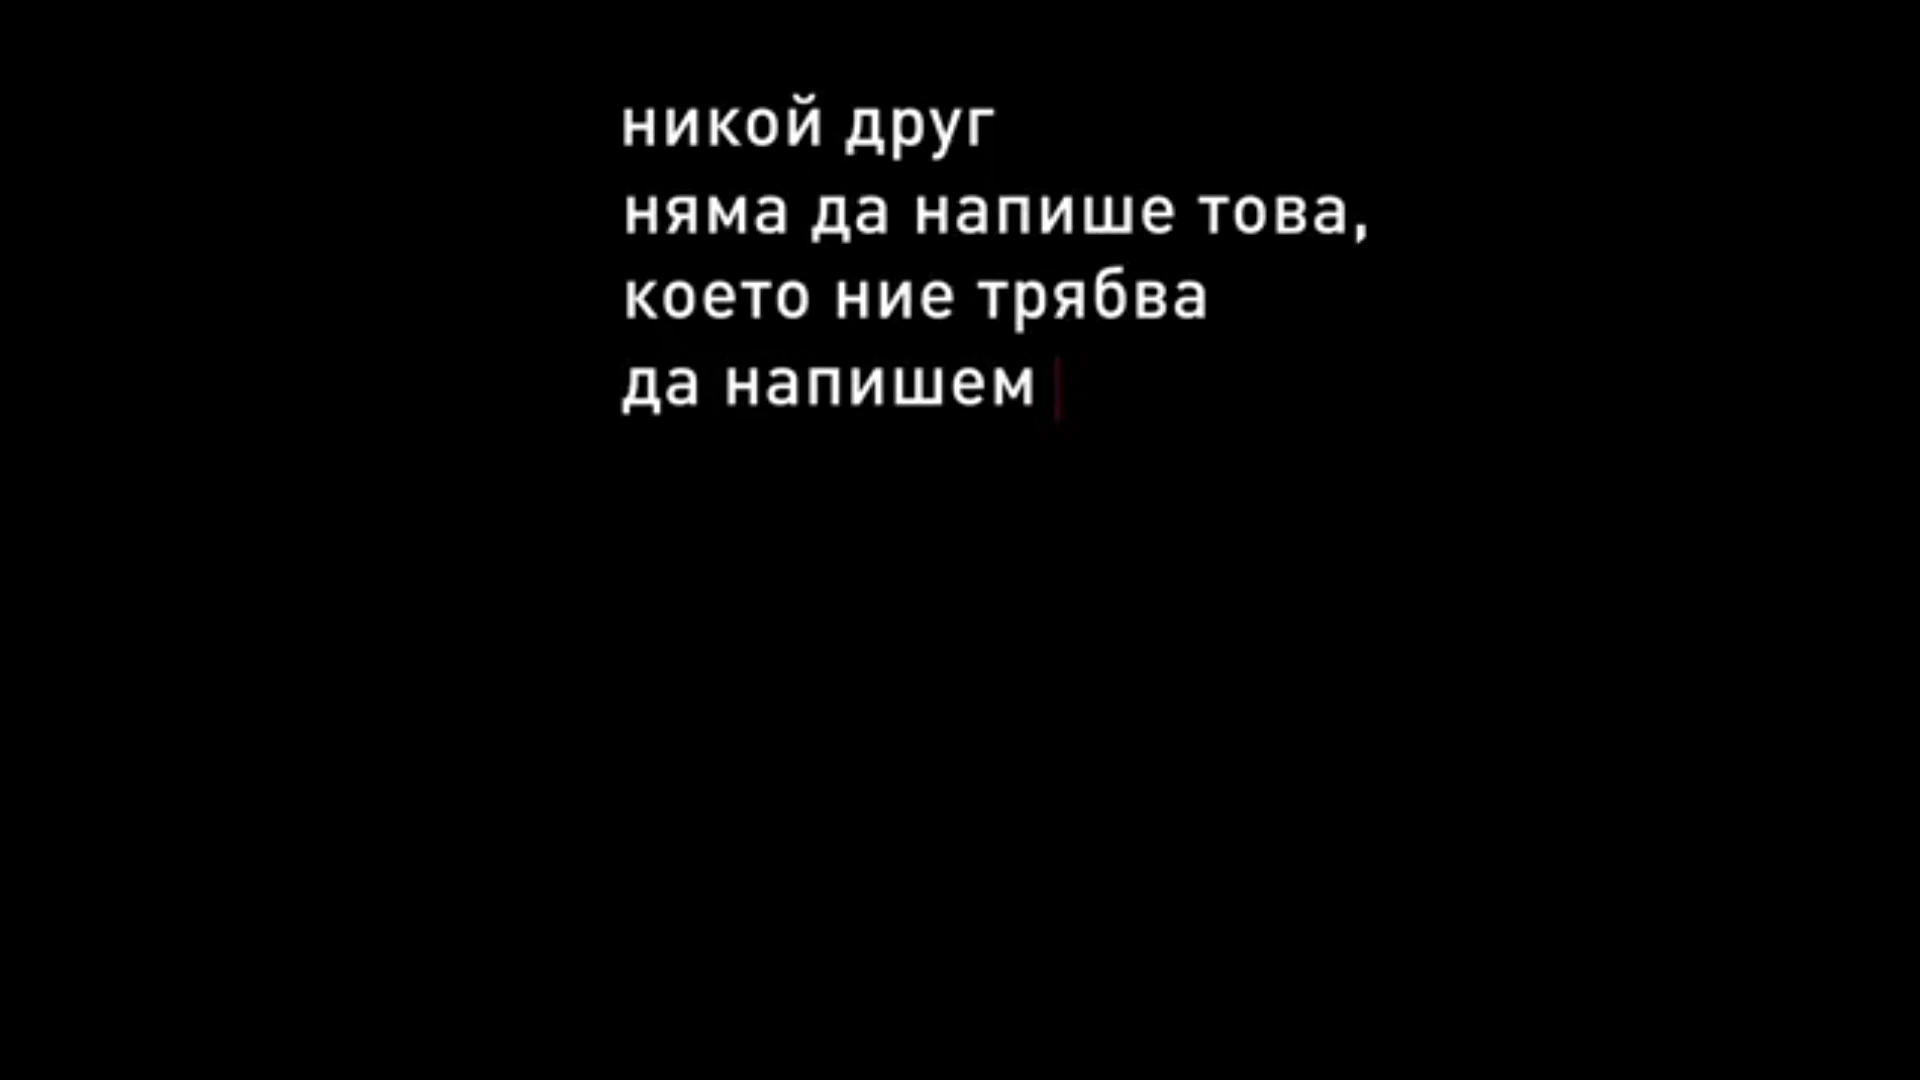 никой друг
няма да напише това,
което ние трябва
да напишем